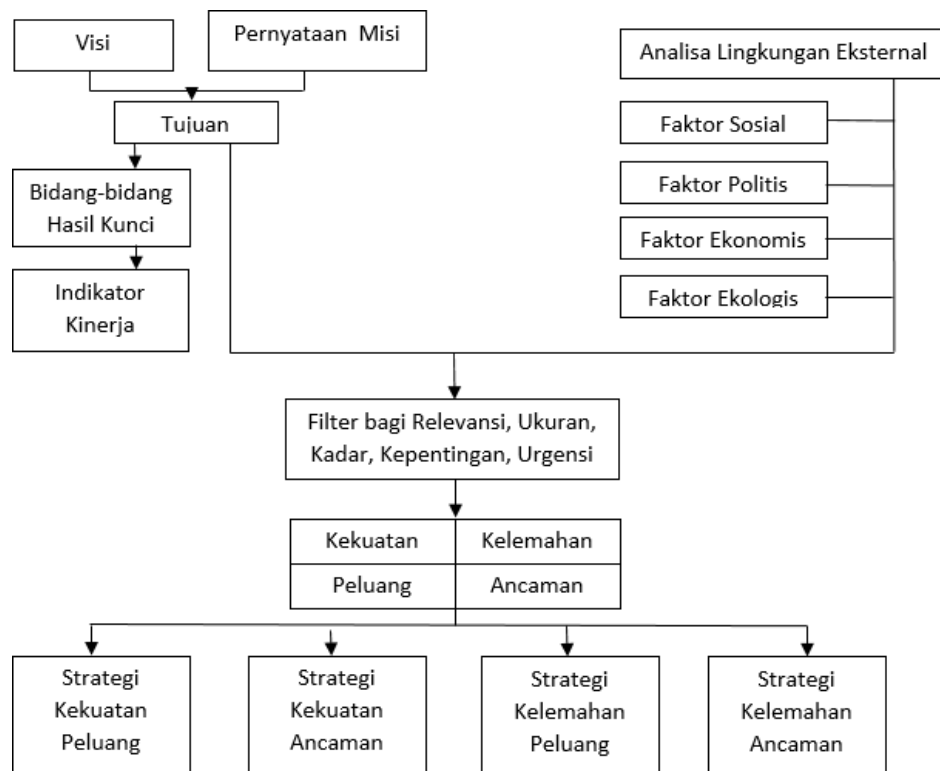 Visi
Pernyataan Misi
Analisa Lingkungan Eksternal
Tujuan
Faktor Sosial
Bidang-bidang
Hasil Kunci
Faktor Politis
Faktor Ekonomis
Indikator
Kinerja
Faktor Ekologis
Filter bagi Relevansi, Ukuran,
Kadar, Kepentingan, Urgensi
Kekuatan
Kelemahan
Peluang
Ancaman
Strategi
Kekuatan
Peluang
Strategi
Kekuatan
Ancaman
Strategi
Kelemahan
Peluang
Strategi
Kelemahan
Ancaman